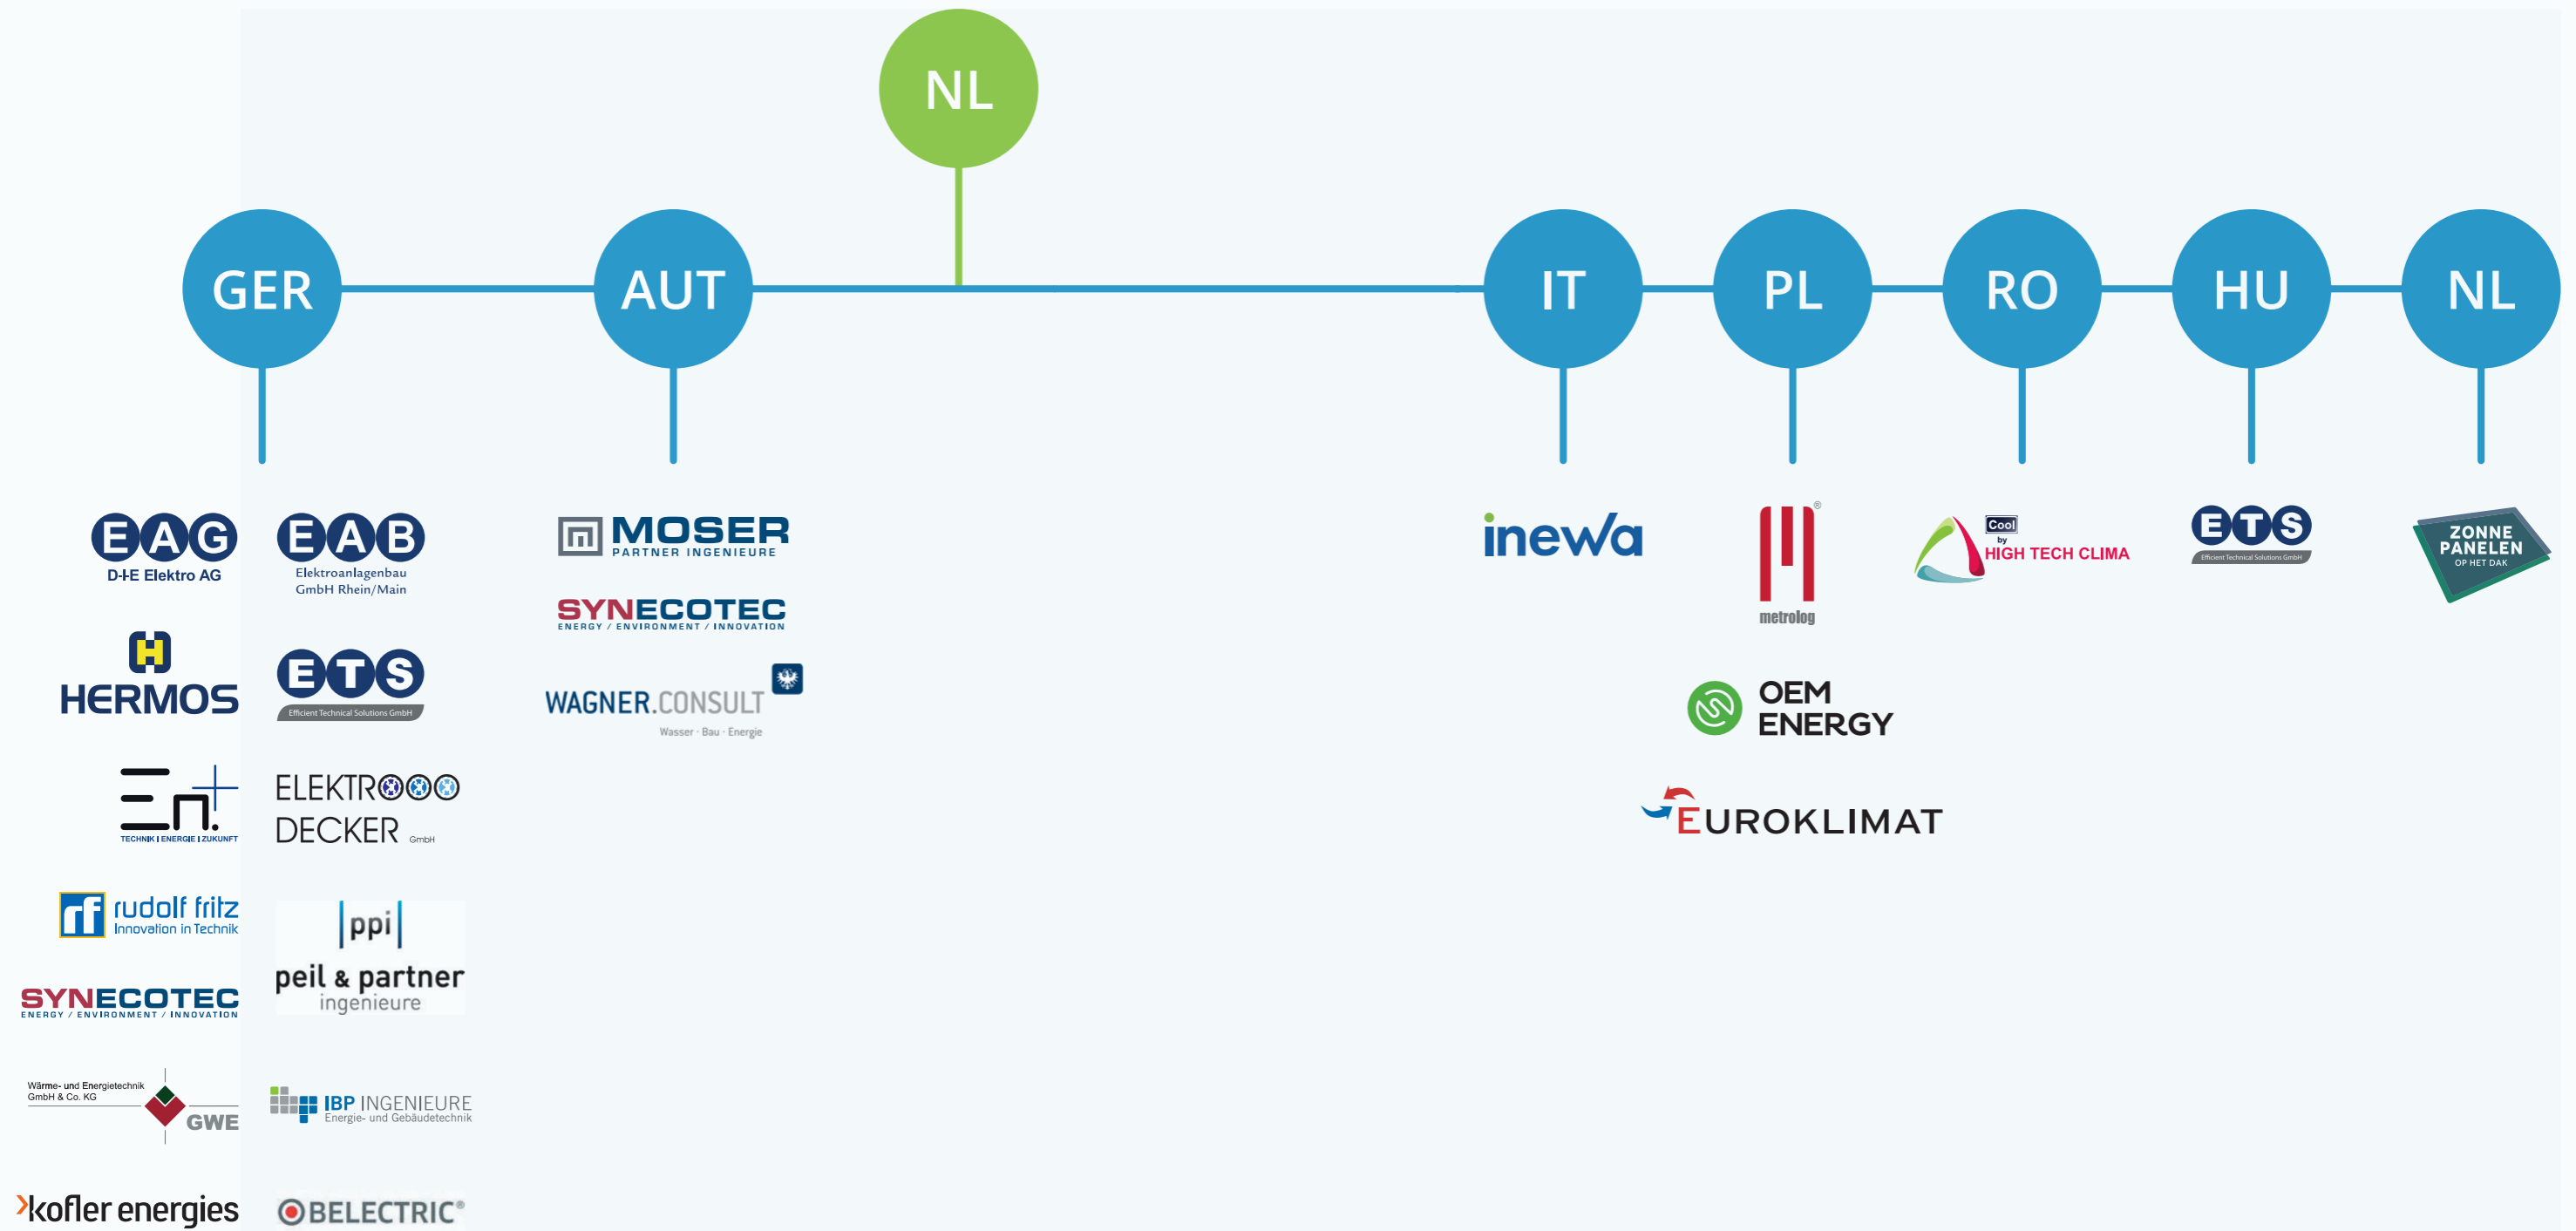 NL
GER
AUT
IT
PL
RO
HU
NL
EAG
D-I-E Elektro AG
HERMOS
En.
TECHNIK I ENERGIE I ZUKUNFT
rf rudolf fritz
Innovation in Technik
SYNECOTEC
ENERGY / ENVIRONMENT / INNOVATION
Wärme- und Energietechnik
GmbH & Co. KG
GWE
kofler energies
EAB
Elektroanlagenbau
GmbH Rhein/Main
ETS
Efficient Technical Solutions GmbH
ELEKTROOO
DECKER GmbH
ppi
peil & partner
ingenieure
IBP INGENIEURE
Energie- und Gebäudetechnik
BELECTRIC®
m MOSER
PARTNER INGENIEURE
SYNECOTEC
ENERGY / ENVIRONMENT / INNOVATION
WAGNER.CONSULT
Wasser · Bau · Energie
inewa
®
metrolog
OEM
ENERGY
EUROKLIMAT
Cool
by
HIGH TECH CLIMA
ETS
Efficient Technical Solutions GmbH
ZONNE
PANELEN
OP HET DAK